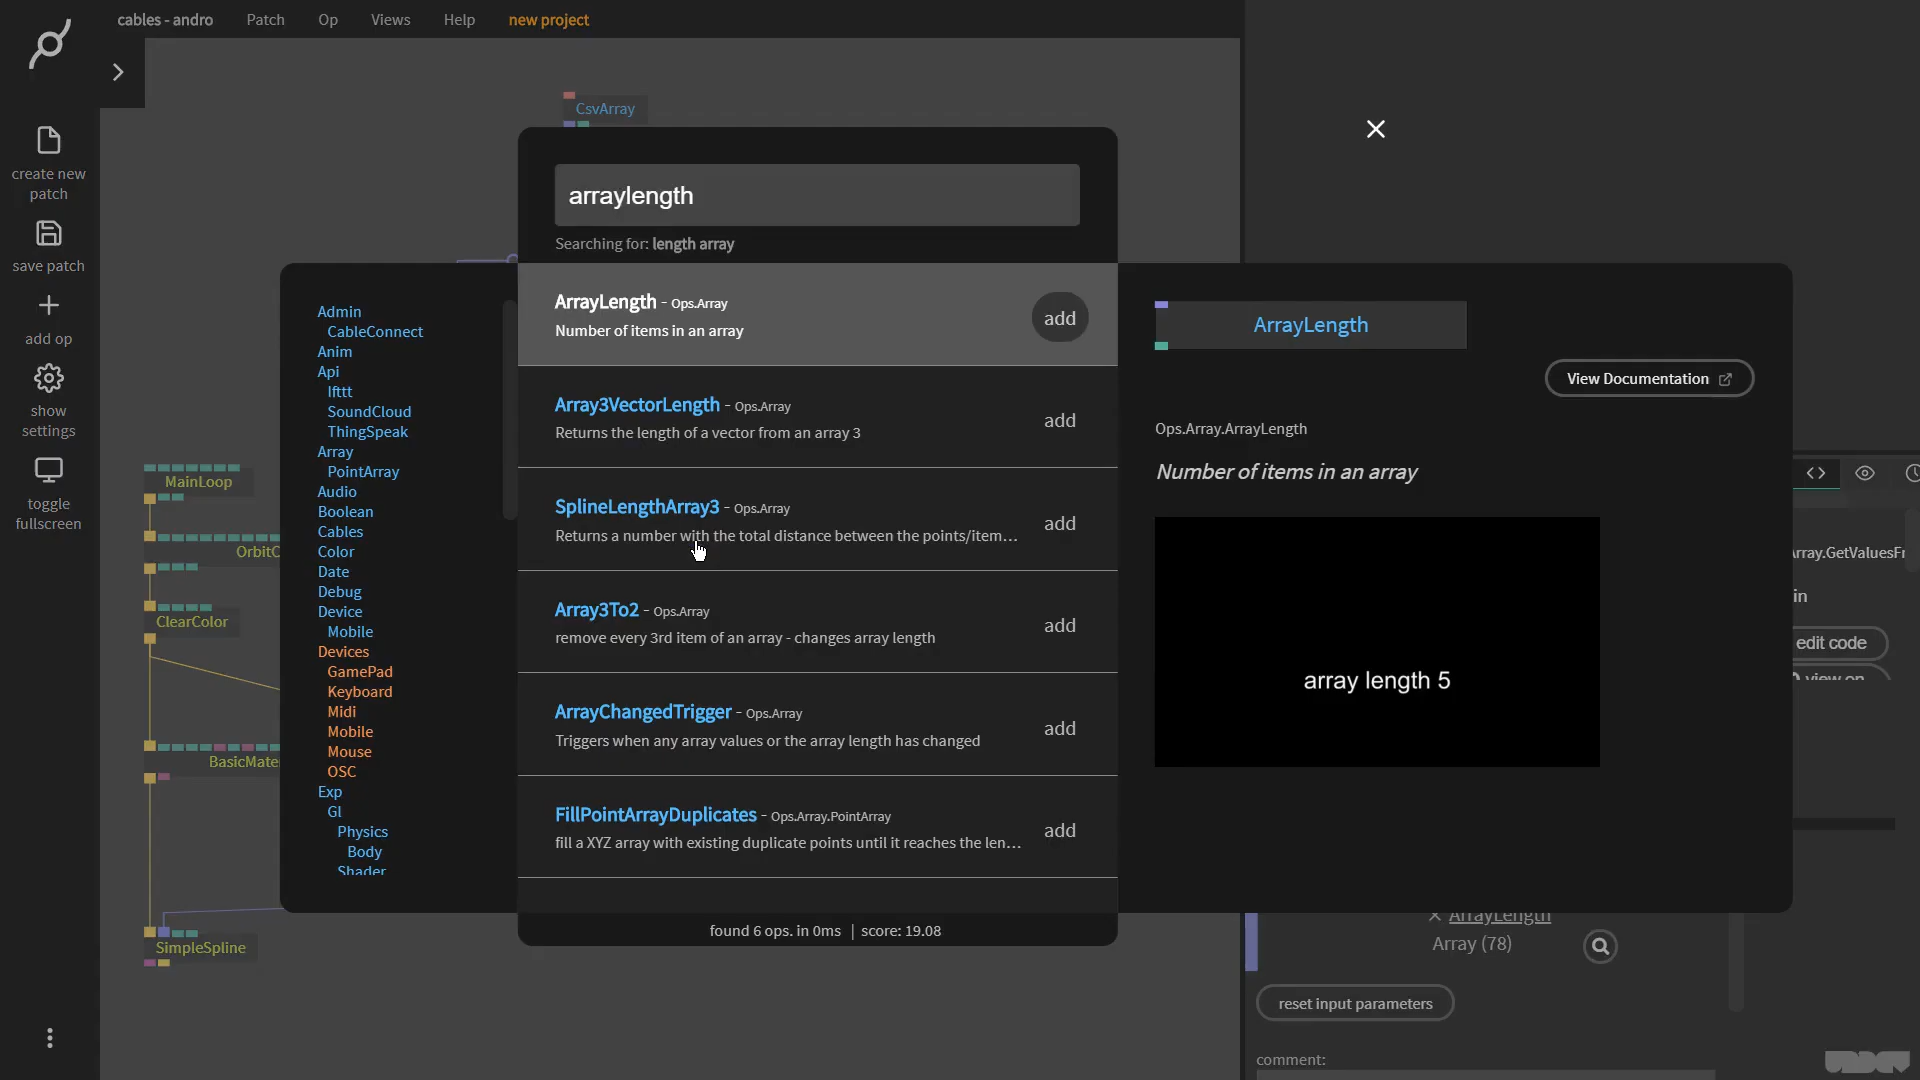 cables - andro Patch Op Views Help new project
CsvArray
create new
patch
save patch
add op
show
settings
toggle
fullscreen
arraylength
Searching for: length array
Admin
CableConnect
Anim
Api
Ifttt
SoundCloud
ThingSpeak
Array
PointArray
Audio
Boolean
Cables
Color
Date
Debug
Device
Mobile
Devices
GamePad
Keyboard
Midi
Mobile
Mouse
OSC
Exp
Gl
Physics
Body
Shader
ArrayLength - Ops.Array
Number of items in an array
add
Array3VectorLength - Ops.Array
Returns the length of a vector from an array 3
add
SplineLengthArray3 - Ops.Array
Returns a number with the total distance between the points/item...
add
Array3To2 - Ops.Array
remove every 3rd item of an array - changes array length
add
ArrayChangedTrigger - Ops.Array
Triggers when any array values or the array length has changed
add
FillPointArrayDuplicates - Ops.Array.PointArray
fill a XYZ array with existing duplicate points until it reaches the len...
add
found 6 ops. in 0ms | score: 19.08
ArrayLength
View Documentation
Ops.Array.ArrayLength
Number of items in an array
array length 5
MainLoop
OrbitC
ClearColor
BasicMate
SimpleSpline
rray.GetValuesFr
in
edit code
view on
ArrayLength
Array (78)
reset input parameters
comment: